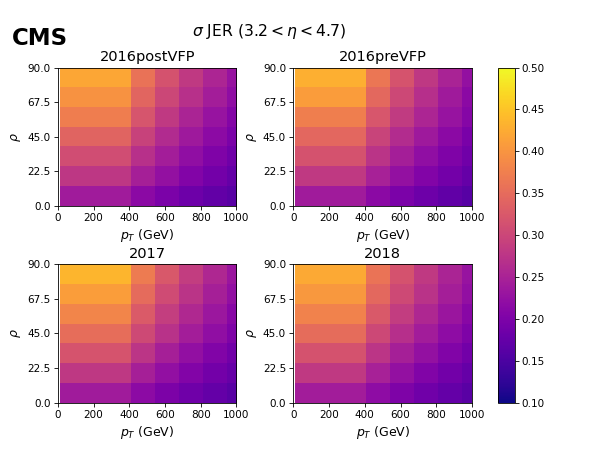 CMS
σ JER (3.2 < η < 4.7)
2016postVFP
2016preVFP
90.0
67.5
45.0
22.5
0.0
ρ
0 200 400 600 800 1000
p_T (GeV)
90.0
67.5
45.0
22.5
0.0
ρ
0 200 400 600 800 1000
p_T (GeV)
2017
2018
90.0
67.5
45.0
22.5
0.0
ρ
0 200 400 600 800 1000
p_T (GeV)
90.0
67.5
45.0
22.5
0.0
ρ
0 200 400 600 800 1000
p_T (GeV)
0.50
0.45
0.40
0.35
0.30
0.25
0.20
0.15
0.10